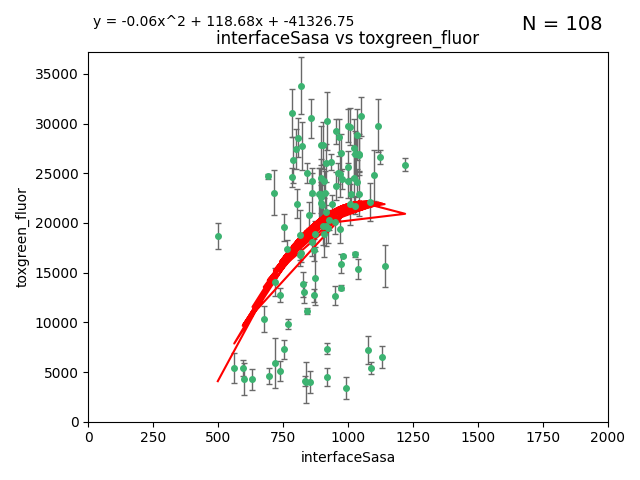 y = -0.06x^2 + 118.68x + -41326.75
N = 108
interfaceSasa vs toxgreen_fluor
35000
30000
25000
20000
15000
10000
5000
0
toxgreen_fluor
0 250 500 750 1000 1250 1500 1750 2000
interfaceSasa